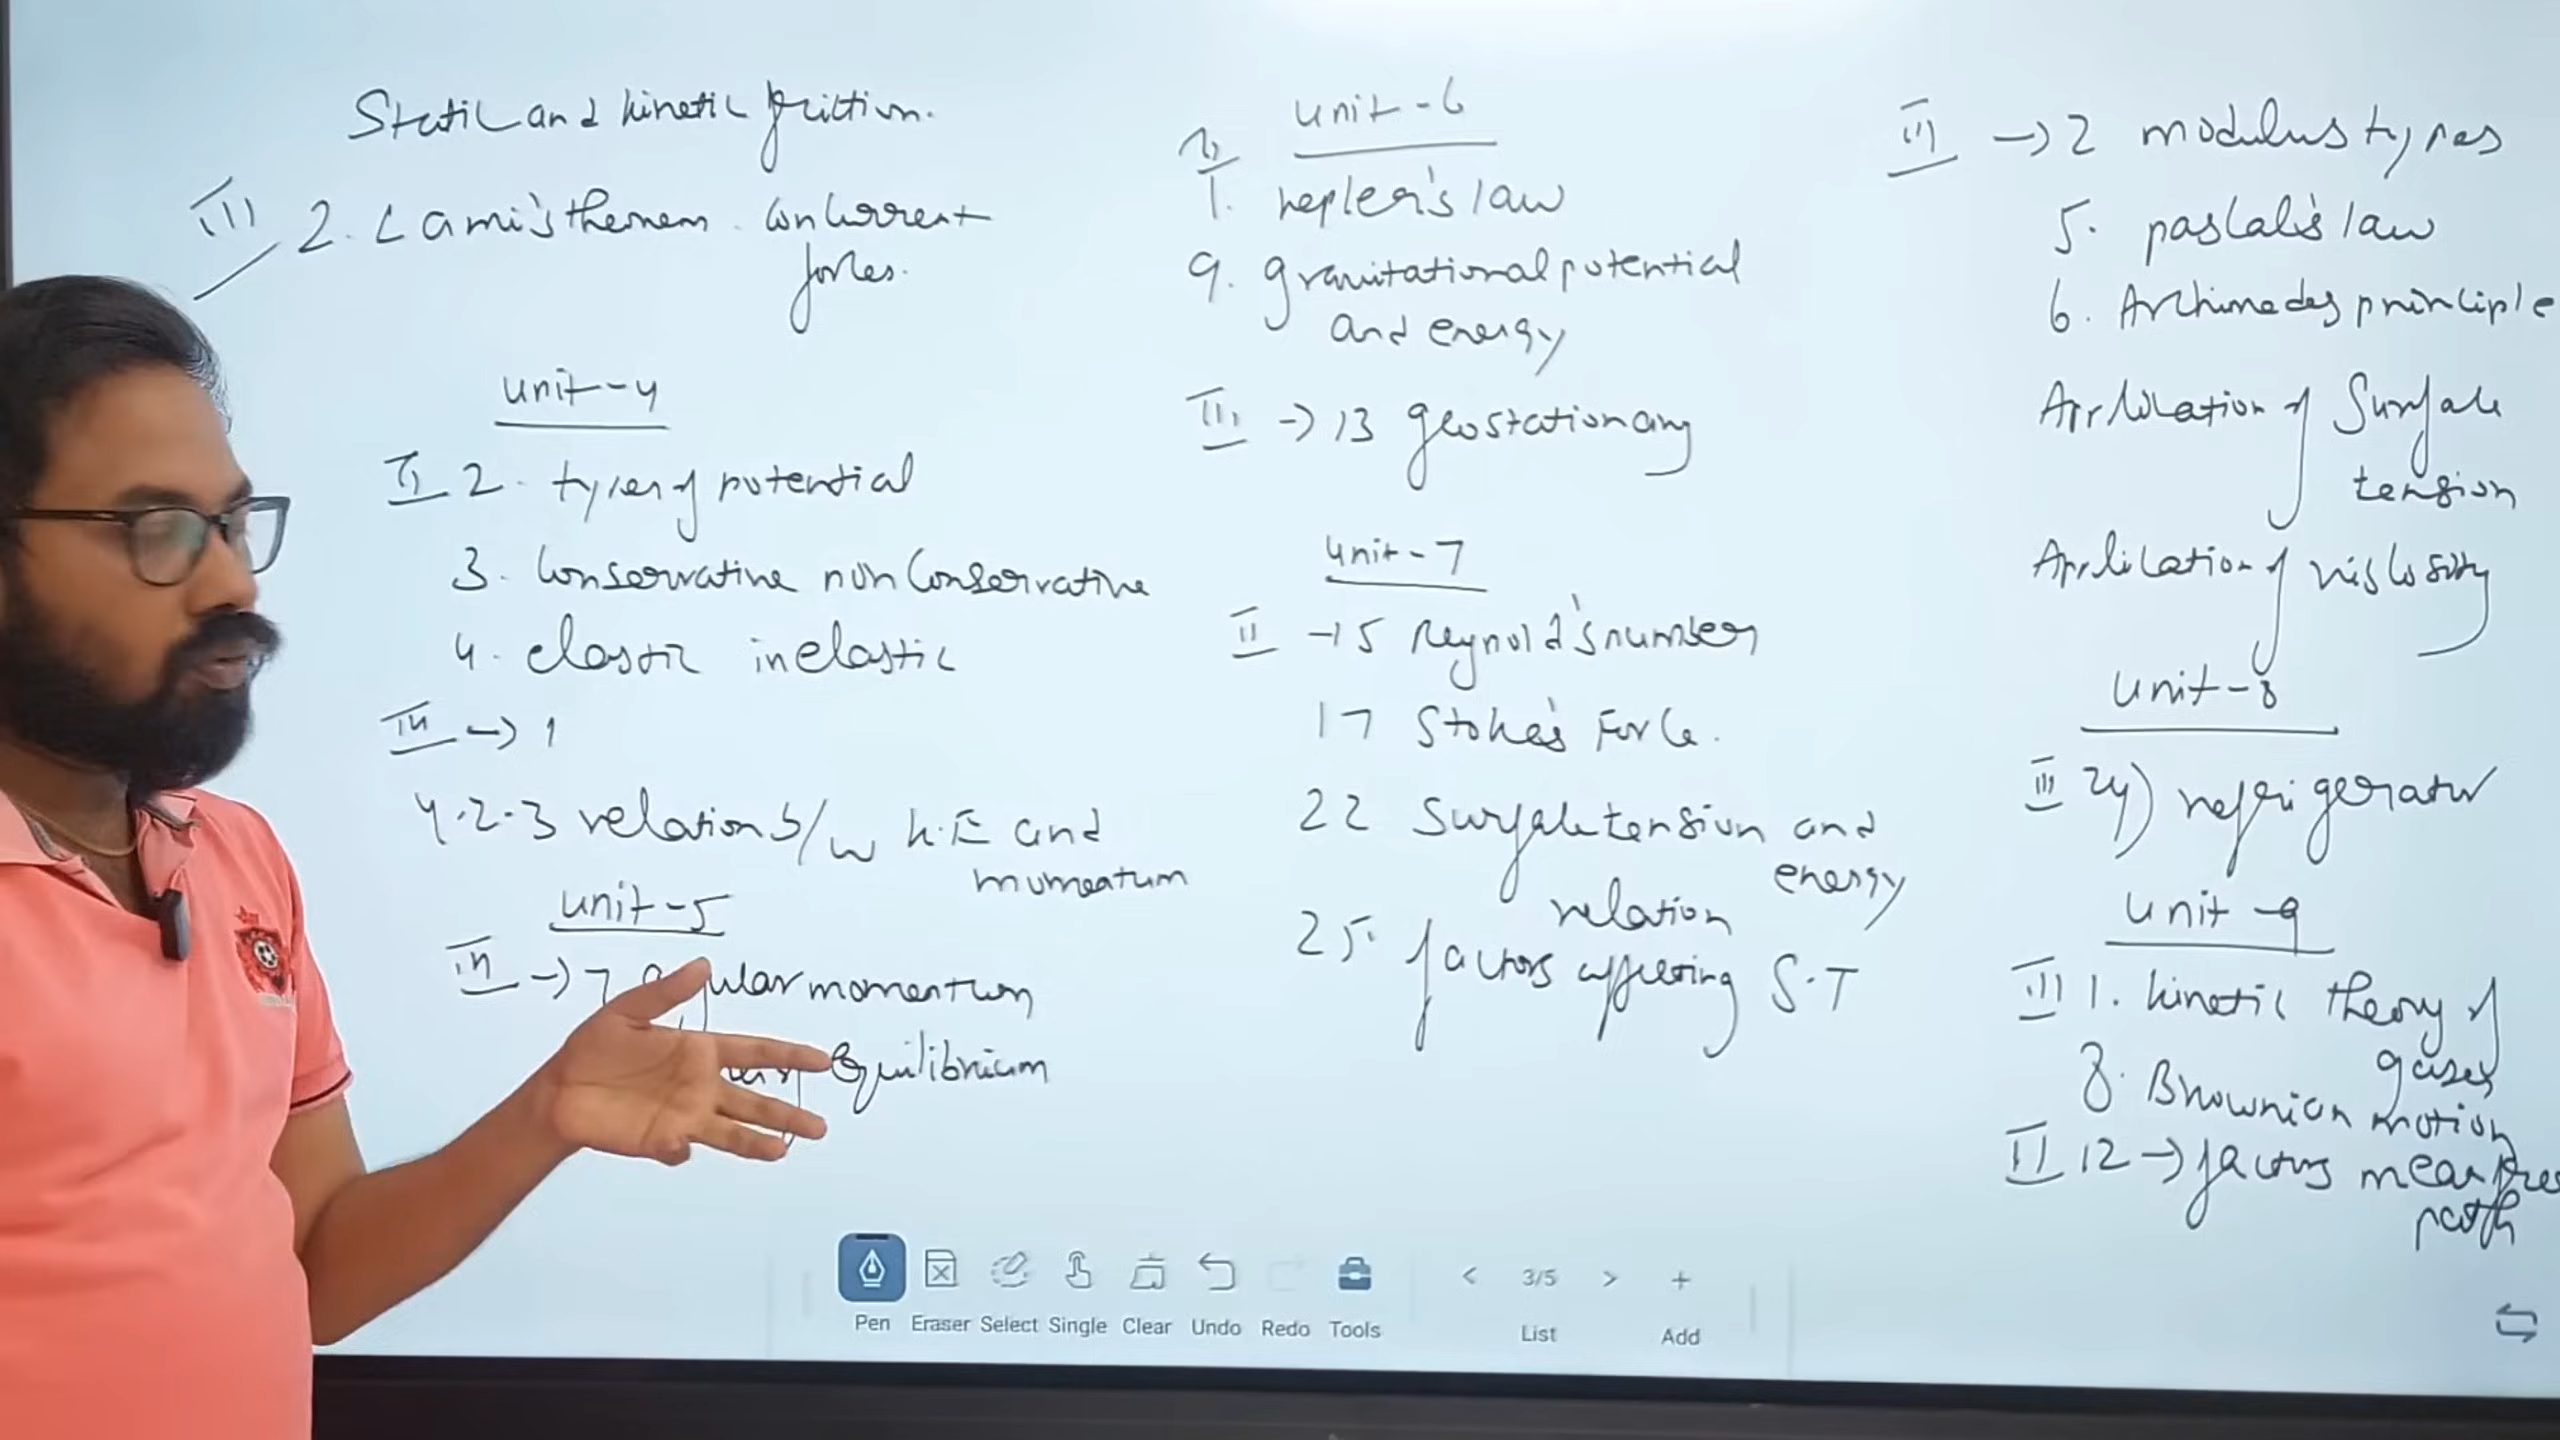 Static and kinetic friction.
III 2. Lami's theorem. Concurrent
forces.
unit-4
II 2. types of potential
3. Conservative non Conservative
4. elastic inelastic
III → 1
4.2.3 relation b/w K.E and
momentum
unit-5
III → 7 angular momentum
Equilibrium
unit-6
II
1. kepler's law
9. gravitational potential
and energy
III → 13 geostationary
unit-7
II → 15 Reynold's number
17 Stoke's Force.
22 Surface tension and
energy
relation
25. factors affecting S.T
III → 2 modulus types
5. pascal's law
6. Archimedes principle
Application of Surface
tension
Application of viscosity
unit-8
III 24) refrigerator
unit-9
III 1. kinetic theory of
gases
8. Brownian motion
II 12 → factors mean free
path
Pen Eraser Select Single Clear Undo Redo Tools
< 3/5 > +
List Add